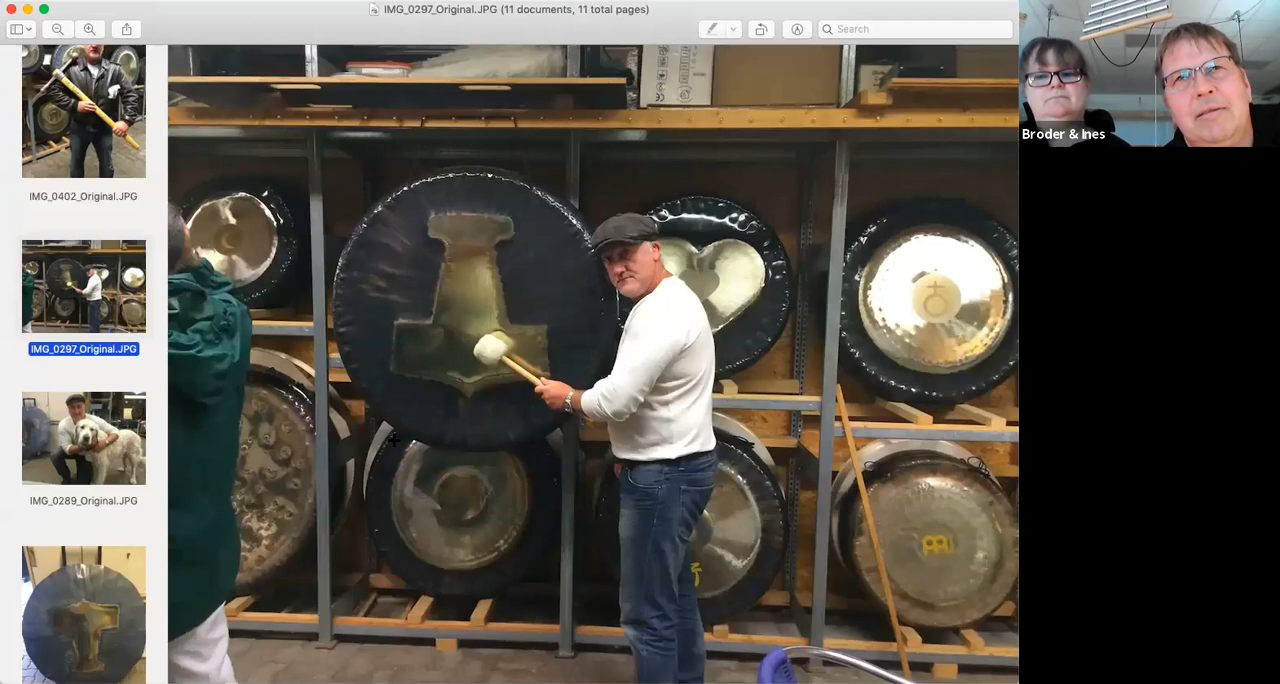 IMG_0297_Original.JPG (11 documents, 11 total pages)
Search
IMG_0402_Original.JPG
IMG_0297_Original.JPG
IMG_0289_Original.JPG
Broder & Ines